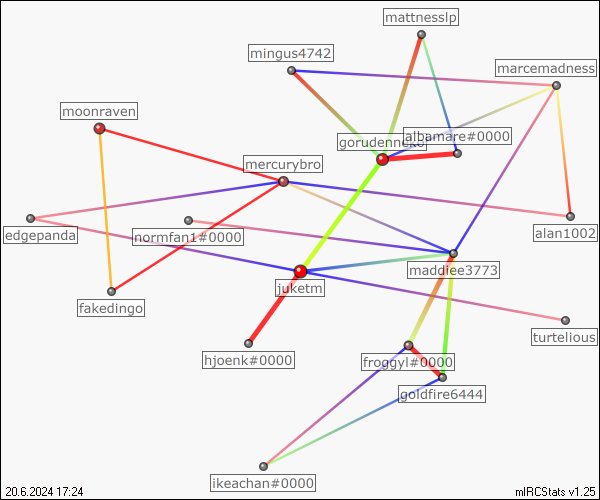 mattnesslp
mingus4742
marcemadness
moonraven
albamare#0000
mercurybro
edgepanda
normfan1#0000
alan1002
maddiee3773
juketm
fakedingo
turtelious
hjoenk#0000
froggyl#0000
goldfire6444
ikeachan#0000
20.6.2024 17:24
mIRCStats v1.25